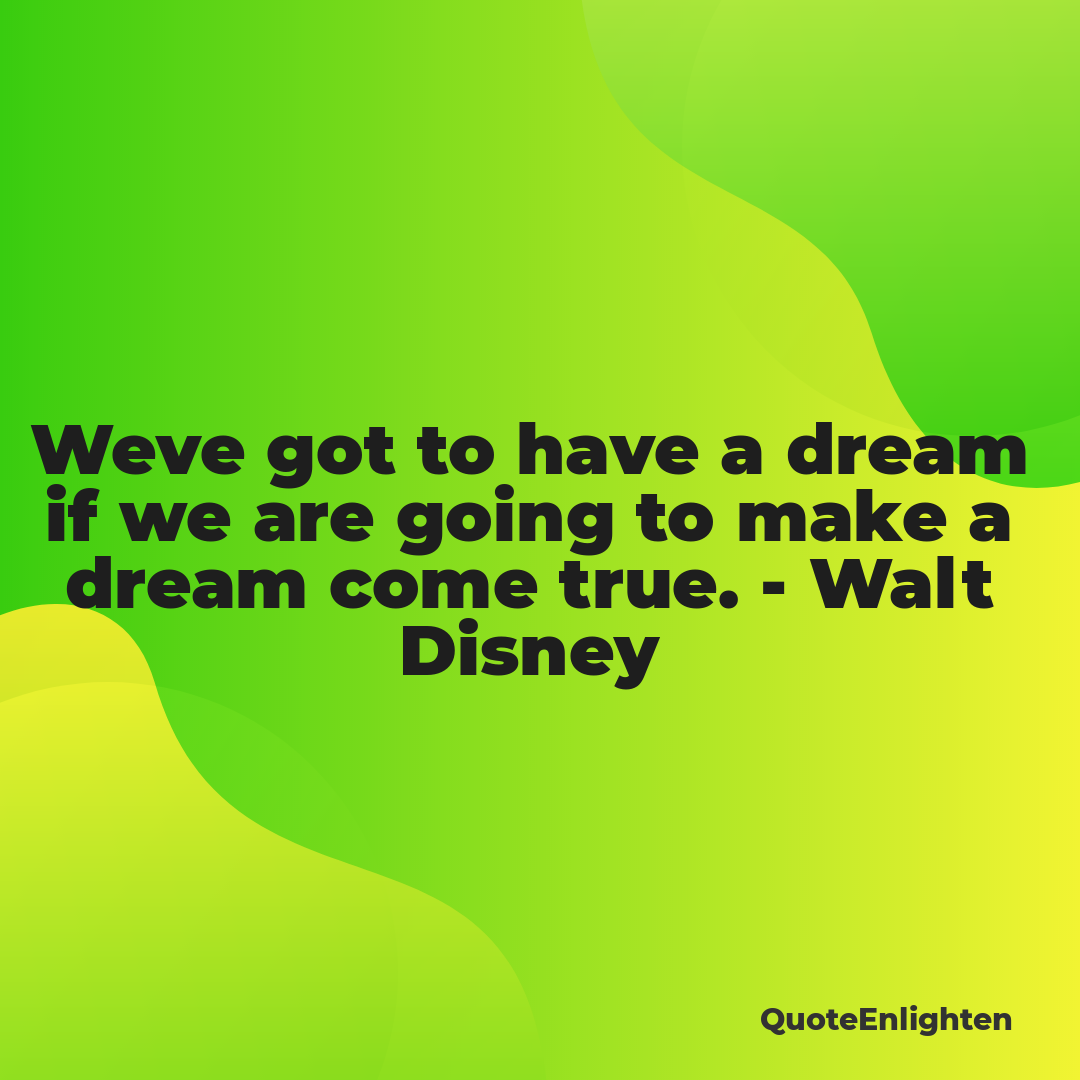 Weve got to have a dream
if we are going to make a
dream come true. - Walt
Disney
QuoteEnlighten